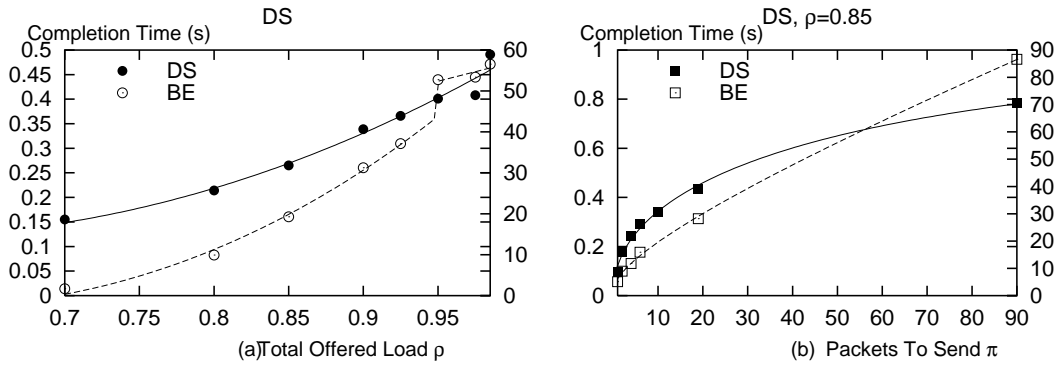 DS
Completion Time (s)
0.5
0.45
0.4
0.35
0.3
0.25
0.2
0.15
0.1
0.05
0
60
50
40
30
20
10
0
DS
BE
0.7 0.75 0.8 0.85 0.9 0.95
(a)Total Offered Load ρ
DS, ρ=0.85
Completion Time (s)
1
0.8
0.6
0.4
0.2
0
90
80
70
60
50
40
30
20
10
0
DS
BE
10 20 30 40 50 60 70 80 90
(b) Packets To Send π